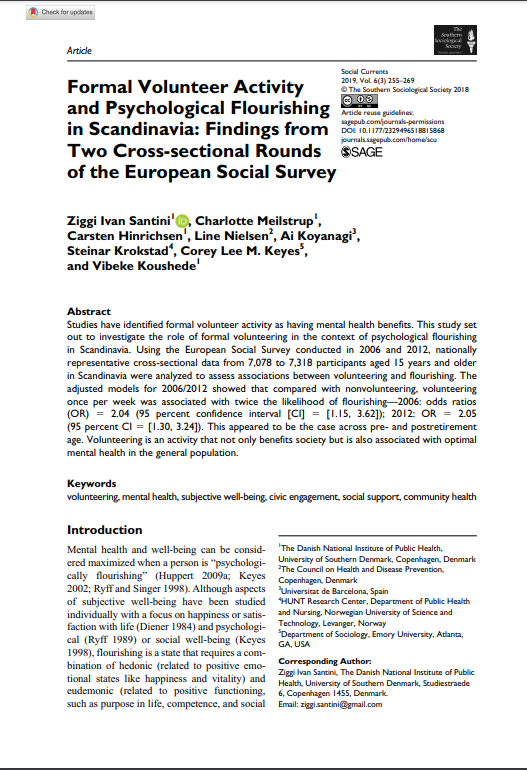 Check for updates
Article
The
Southern
Sociological
Society
Social Currents
2019, Vol. 6(3) 255–269
© The Southern Sociological Society 2018
Article reuse guidelines:
sagepub.com/journals-permissions
DOI: 10.1177/2329496518815868
journals.sagepub.com/home/scu
SAGE
Formal Volunteer Activity
and Psychological Flourishing
in Scandinavia: Findings from
Two Cross-sectional Rounds
of the European Social Survey
Ziggi Ivan Santini1 iD, Charlotte Meilstrup1,
Carsten Hinrichsen1, Line Nielsen2, Ai Koyanagi3,
Steinar Krokstad4, Corey Lee M. Keyes5,
and Vibeke Koushede1
Abstract
Studies have identified formal volunteer activity as having mental health benefits. This study set
out to investigate the role of formal volunteering in the context of psychological flourishing
in Scandinavia. Using the European Social Survey conducted in 2006 and 2012, nationally
representative cross-sectional data from 7,078 to 7,318 participants aged 15 years and older
in Scandinavia were analyzed to assess associations between volunteering and flourishing. The
adjusted models for 2006/2012 showed that compared with nonvolunteering, volunteering
once per week was associated with twice the likelihood of flourishing—2006: odds ratios
(OR) = 2.04 (95 percent confidence interval [CI] = [1.15, 3.62]); 2012: OR = 2.05
(95 percent CI = [1.30, 3.24]). This appeared to be the case across pre- and postretirement
age. Volunteering is an activity that not only benefits society but is also associated with optimal
mental health in the general population.
Keywords
volunteering, mental health, subjective well-being, civic engagement, social support, community health
Introduction
Mental health and well-being can be consid-
ered maximized when a person is “psychologi-
cally flourishing” (Huppert 2009a; Keyes
2002; Ryff and Singer 1998). Although aspects
of subjective well-being have been studied
individually with a focus on happiness or satis-
faction with life (Diener 1984) and psychologi-
cal (Ryff 1989) or social well-being (Keyes
1998), flourishing is a state that requires a com-
bination of hedonic (related to positive emo-
tional states like happiness and vitality) and
eudemonic (related to positive functioning,
such as purpose in life, competence, and social
1The Danish National Institute of Public Health,
University of Southern Denmark, Copenhagen, Denmark
2The Council on Health and Disease Prevention,
Copenhagen, Denmark
3Universitat de Barcelona, Spain
4HUNT Research Center, Department of Public Health
and Nursing, Norwegian University of Science and
Technology, Levanger, Norway
5Department of Sociology, Emory University, Atlanta,
GA, USA
Corresponding Author:
Ziggi Ivan Santini, The Danish National Institute of Public
Health, University of Southern Denmark, Studiestraede
6, Copenhagen 1455, Denmark.
Email: ziggi.santini@gmail.com